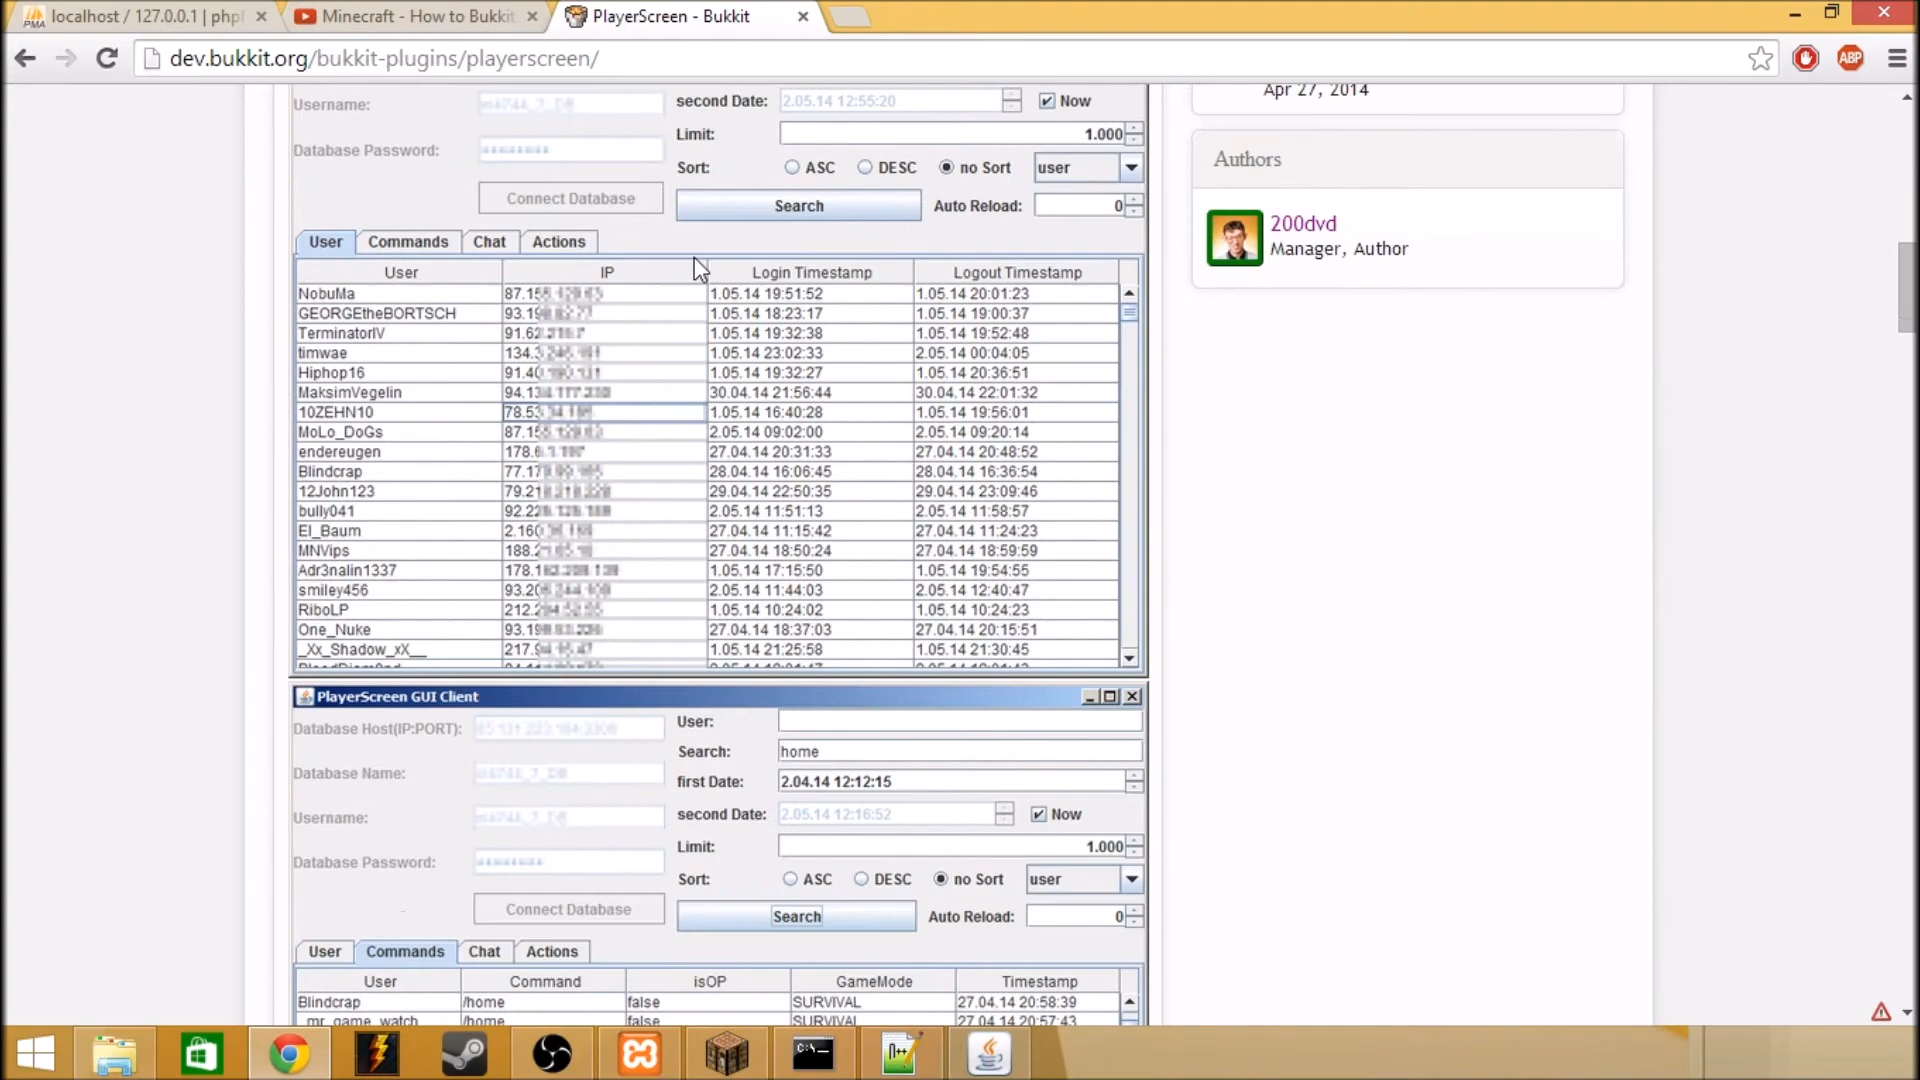 localhost / 127.0.0.1 | php
Minecraft - How to Bukkit
PlayerScreen - Bukkit
dev.bukkit.org/bukkit-plugins/playerscreen/
ABP
Apr 27, 2014
Authors
200dvd
Manager, Author
Username:
second Date: 2.05.14 12:55:20 Now
Database Password:
Limit: 1.000
Sort: ASC DESC no Sort user
Connect Database Search Auto Reload: 0
User Commands Chat Actions
User IP Login Timestamp Logout Timestamp
NobuMa 1.05.14 19:51:52 1.05.14 20:01:23
GEORGEtheBORTSCH 1.05.14 18:23:17 1.05.14 19:00:37
TerminatorIV 1.05.14 19:32:38 1.05.14 19:52:48
timwae 1.05.14 23:02:33 2.05.14 00:04:05
Hiphop16 1.05.14 19:32:27 1.05.14 20:36:51
MaksimVegelin 30.04.14 21:56:44 30.04.14 22:01:32
10ZEHN10 1.05.14 16:40:28 1.05.14 19:56:01
MoLo_DoGs 2.05.14 09:02:00 2.05.14 09:20:14
endereugen 27.04.14 20:31:33 27.04.14 20:48:52
Blindcrap 28.04.14 16:06:45 28.04.14 16:36:54
12John123 29.04.14 22:50:35 29.04.14 23:09:46
bully041 2.05.14 11:51:13 2.05.14 11:58:57
El_Baum 27.04.14 11:15:42 27.04.14 11:24:23
MNVips 27.04.14 18:50:24 27.04.14 18:59:59
Adr3nalin1337 1.05.14 17:15:50 1.05.14 19:54:55
smiley456 2.05.14 11:44:03 2.05.14 12:40:47
RiboLP 1.05.14 10:24:02 1.05.14 10:24:23
One_Nuke 27.04.14 18:37:03 27.04.14 20:15:51
_Xx_Shadow_xX__ 1.05.14 21:25:58 1.05.14 21:30:45
PlayerScreen GUI Client
Database Host(IP:PORT): User:
Search: home
Database Name: first Date: 2.04.14 12:12:15
Username: second Date: 2.05.14 12:16:52 Now
Limit: 1.000
Database Password:
Sort: ASC DESC no Sort user
Connect Database Search Auto Reload: 0
User Commands Chat Actions
User Command isOP GameMode Timestamp
Blindcrap /home false SURVIVAL 27.04.14 20:58:39
_mr_game_watch_ /home false SURVIVAL 27.04.14 20:57:43